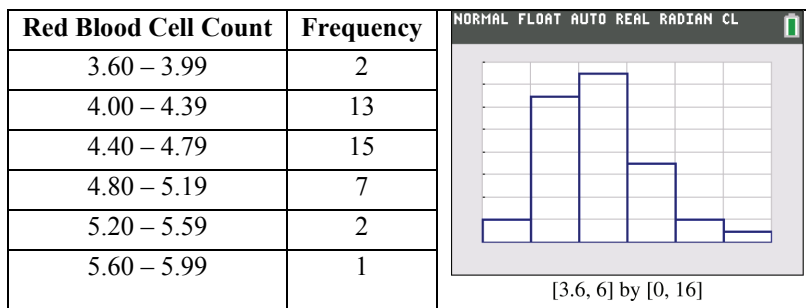 Red Blood Cell Count Frequency
3.60 – 3.99 2
4.00 – 4.39 13
4.40 – 4.79 15
4.80 – 5.19 7
5.20 – 5.59 2
5.60 – 5.99 1
NORMAL FLOAT AUTO REAL RADIAN CL
[3.6, 6] by [0, 16]